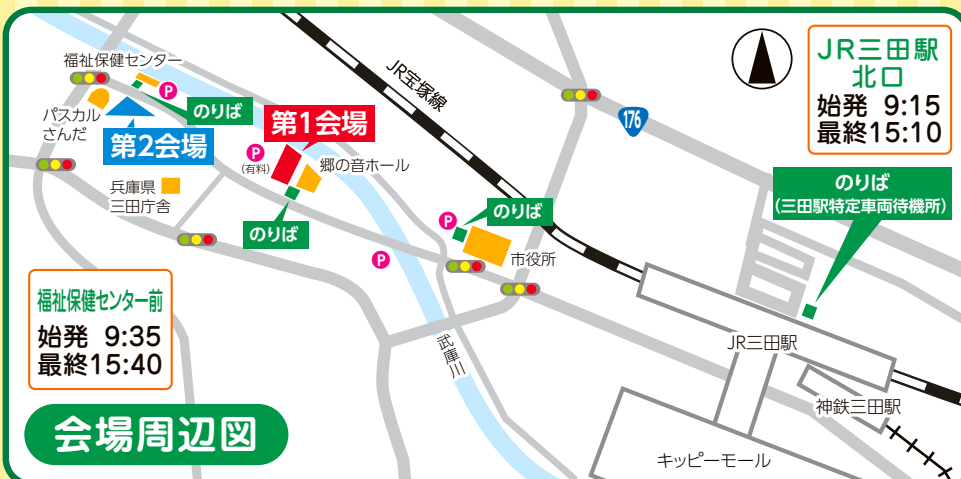 福祉保健センター
P
のりば
パスカル
さんだ
第2会場
第1会場
P
(有料)
郷の音ホール
のりば
兵庫県
三田庁舎
JR宝塚線
176
JR三田駅
北口
始発 9:15
最終15:10
のりば
(三田駅特定車両待機所)
P
のりば
市役所
P
福祉保健センター前
始発 9:35
最終15:40
武庫川
JR三田駅
神鉄三田駅
キッピーモール
会場周辺図